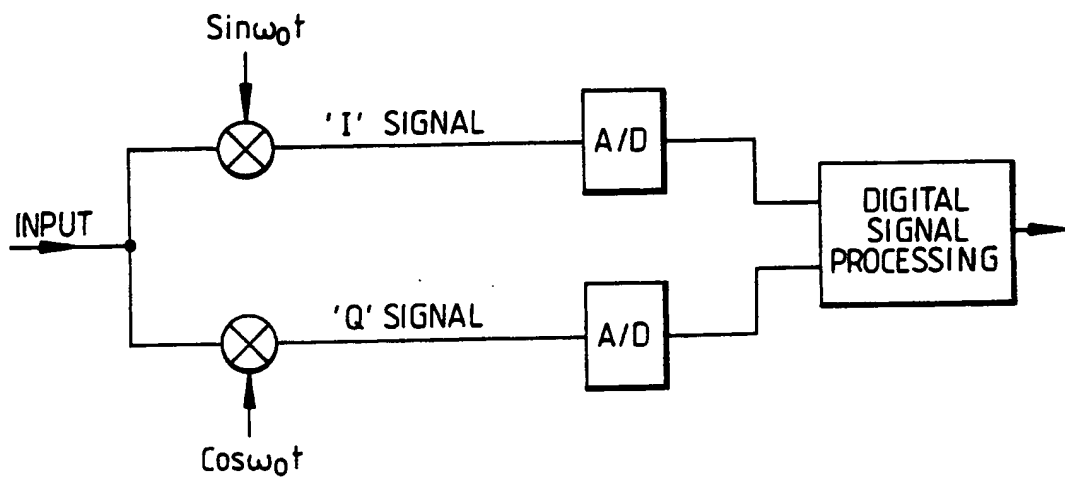 Sinω₀t
'I' SIGNAL
A/D
INPUT
DIGITAL
SIGNAL
PROCESSING
'Q' SIGNAL
A/D
Cosω₀t